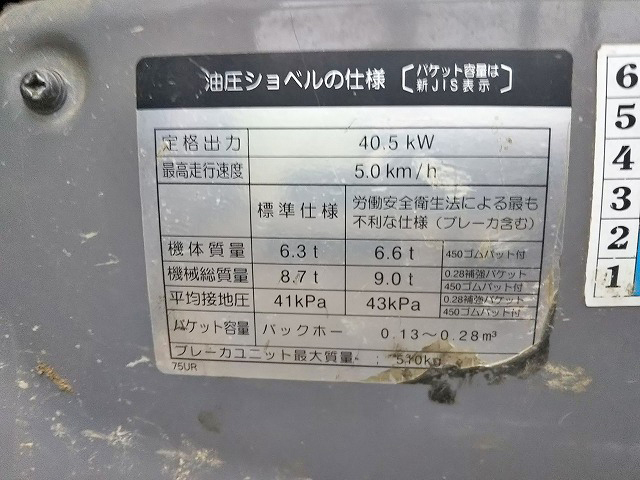 油圧ショベルの仕様 〔バケット容量は
新JIS表示〕
定格出力 40.5 kW
最高走行速度 5.0 km/h
標準仕様 労働安全衛生法による最も
不利な仕様（ブレーカ含む）
機体質量 6.3 t 6.6 t 450ゴムパット付
機械総質量 8.7 t 9.0 t 0.28補強バケット
450ゴムパット付
平均接地圧 41kPa 43kPa 0.28補強バケット
450ゴムパット付
バケット容量 バックホー 0.13～0.28m³
ブレーカユニット最大質量 : 510kg
75UR
6
5
4
3
2
1